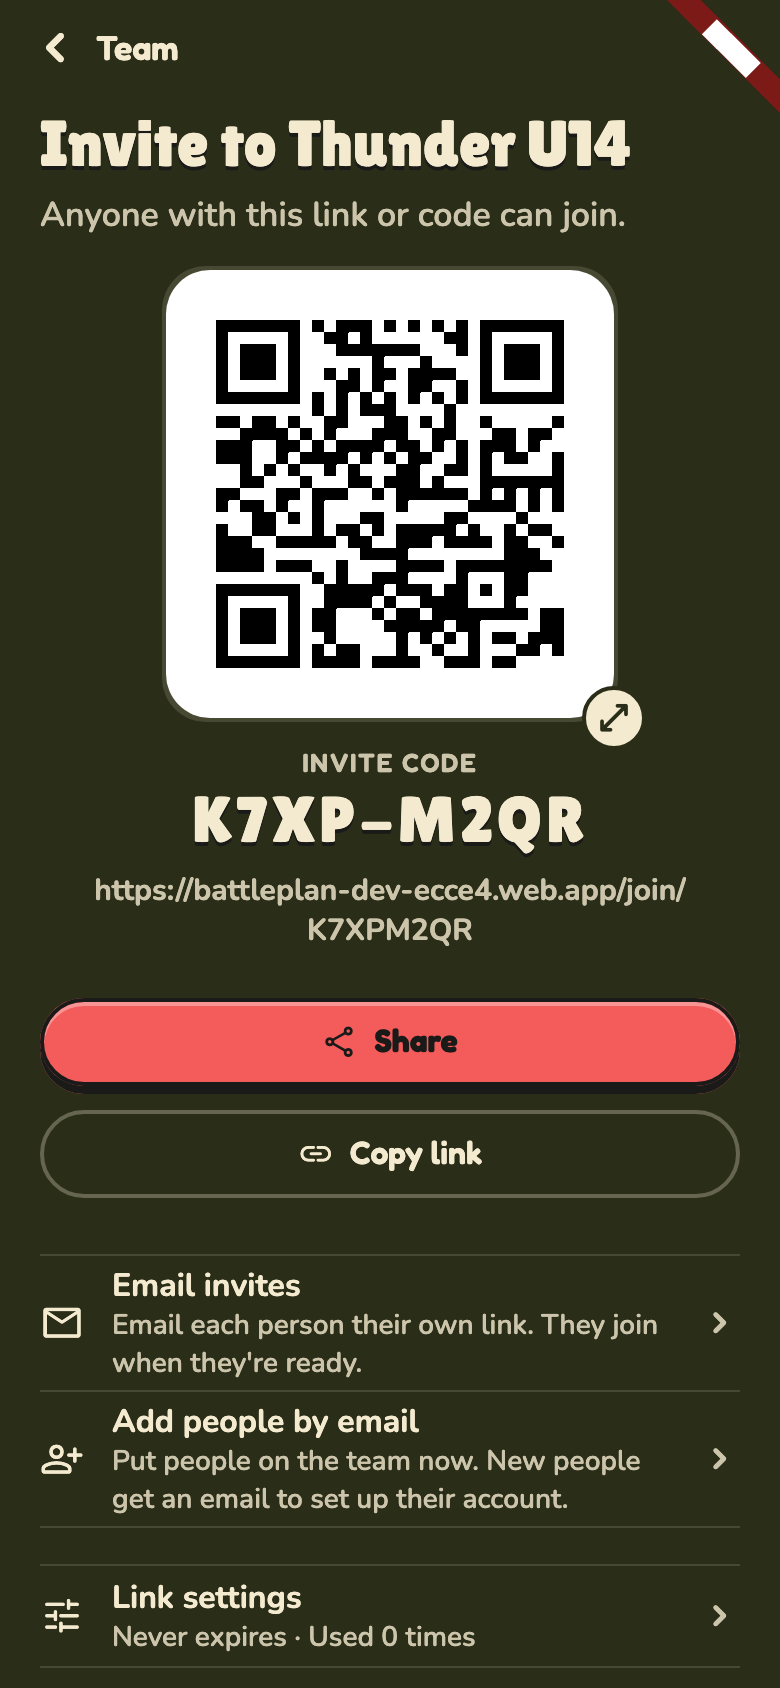 Team
Invite to Thunder U14
Anyone with this link or code can join.
INVITE CODE
K7XP-M2QR
https://battleplan-dev-ecce4.web.app/join/
K7XPM2QR
Share
Copy link
Email invites
Email each person their own link. They join
when they're ready.
Add people by email
Put people on the team now. New people
get an email to set up their account.
Link settings
Never expires · Used 0 times